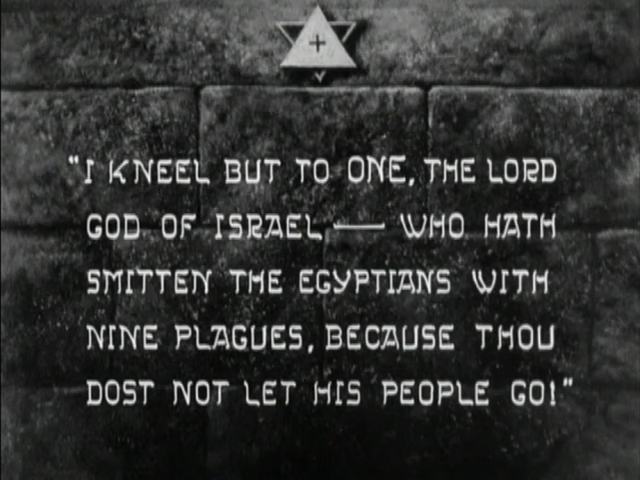 "I KNEEL BUT TO ONE, THE LORD
GOD OF ISRAEL — WHO HATH
SMITTEN THE EGYPTIANS WITH
NINE PLAGUES, BECAUSE THOU
DOST NOT LET HIS PEOPLE GO!"